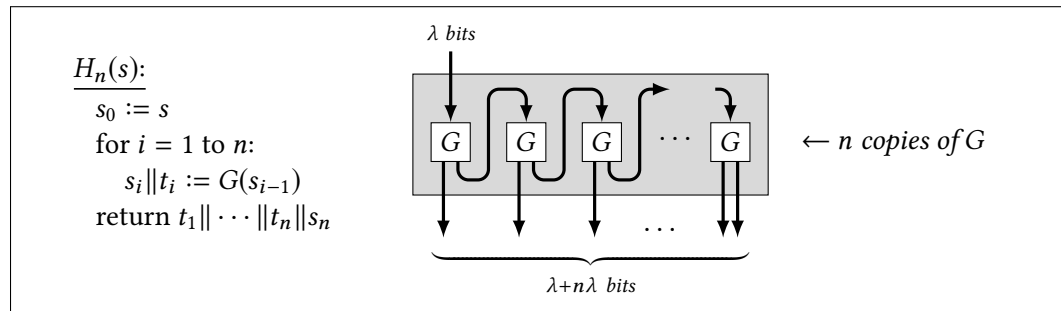 H_n(s):
s_0 := s
for i = 1 to n:
s_i‖t_i := G(s_{i−1})
return t_1‖· · ·‖t_n‖s_n
λ bits
G G G · · · G
← n copies of G
· · ·
λ+nλ bits